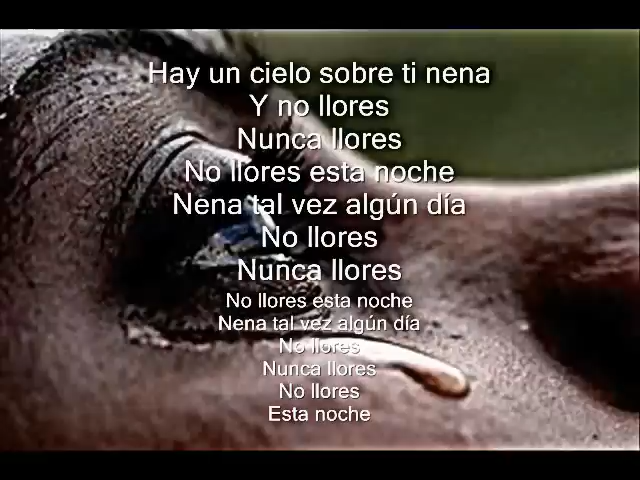 Hay un cielo sobre ti nena
Y no llores
Nunca llores
No llores esta noche
Nena tal vez algún día
No llores
Nunca llores
No llores esta noche
Nena tal vez algún día
No llores
Nunca llores
No llores
Esta noche